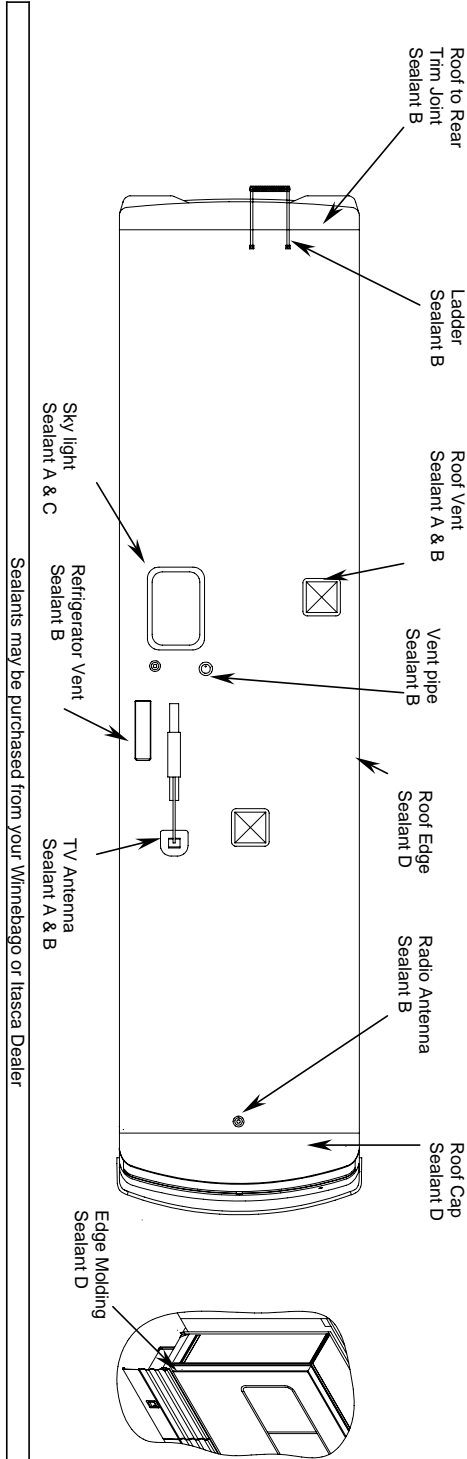 Roof to Rear
Trim Joint
Sealant B
Ladder
Sealant B
Roof Vent
Sealant A & B
Vent pipe
Sealant B
Roof Edge
Sealant D
Radio Antenna
Sealant B
Roof Cap
Sealant D
Sky light
Sealant A & C
Refrigerator Vent
Sealant B
TV Antenna
Sealant A & B
Edge Molding
Sealant D
Sealants may be purchased from your Winnebago or Itasca Dealer